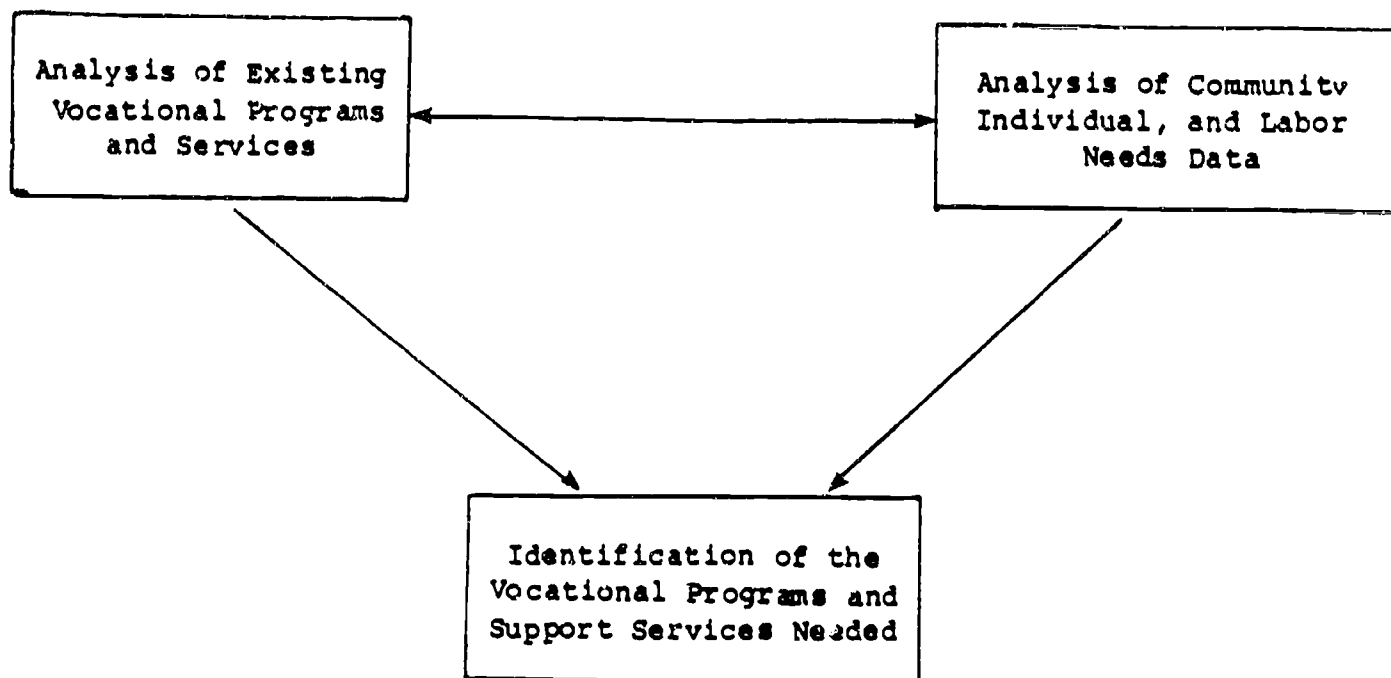 Analysis of Existing
Vocational Programs
and Services
Analysis of Community
Individual, and Labor
Needs Data
Identification of the
Vocational Programs and
Support Services Needed